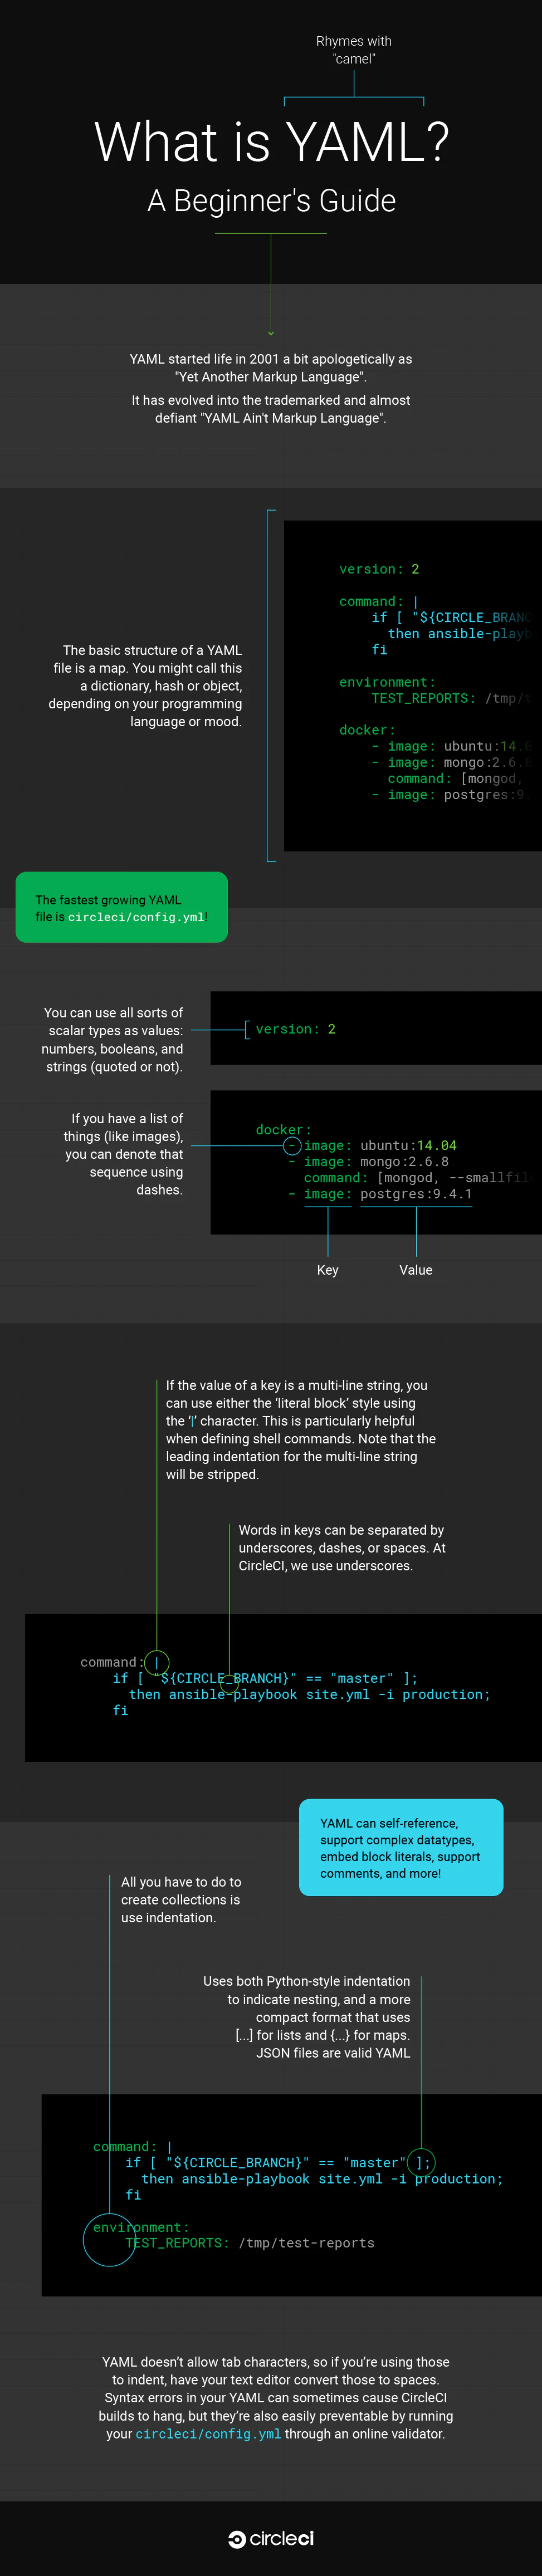 Rhymes with
"camel"
What is YAML?
A Beginner's Guide
YAML started life in 2001 a bit apologetically as
"Yet Another Markup Language".
It has evolved into the trademarked and almost
defiant "YAML Ain't Markup Language".
The basic structure of a YAML
file is a map. You might call this
a dictionary, hash or object,
depending on your programming
language or mood.
version: 2
command: |
if [ "${CIRCLE_BRANC
then ansible-playb
fi
environment:
TEST_REPORTS: /tmp/t
docker:
- image: ubuntu:14.0
- image: mongo:2.6.8
command: [mongod,
- image: postgres:9.
The fastest growing YAML
file is circleci/config.yml!
You can use all sorts of
scalar types as values:
numbers, booleans, and
strings (quoted or not).
version: 2
If you have a list of
things (like images),
you can denote that
sequence using
dashes.
docker:
- image: ubuntu:14.04
- image: mongo:2.6.8
command: [mongod, --smallfil
- image: postgres:9.4.1
Key
Value
If the value of a key is a multi-line string, you
can use either the ‘literal block’ style using
the ‘|’ character. This is particularly helpful
when defining shell commands. Note that the
leading indentation for the multi-line string
will be stripped.
Words in keys can be separated by
underscores, dashes, or spaces. At
CircleCI, we use underscores.
command: |
if [ "${CIRCLE_BRANCH}" == "master" ];
then ansible-playbook site.yml -i production;
fi
YAML can self-reference,
support complex datatypes,
embed block literals, support
comments, and more!
All you have to do to
create collections is
use indentation.
Uses both Python-style indentation
to indicate nesting, and a more
compact format that uses
[...] for lists and {...} for maps.
JSON files are valid YAML
command: |
if [ "${CIRCLE_BRANCH}" == "master" ];
then ansible-playbook site.yml -i production;
fi
environment:
TEST_REPORTS: /tmp/test-reports
YAML doesn’t allow tab characters, so if you’re using those
to indent, have your text editor convert those to spaces.
Syntax errors in your YAML can sometimes cause CircleCI
builds to hang, but they’re also easily preventable by running
your circleci/config.yml through an online validator.
circleci